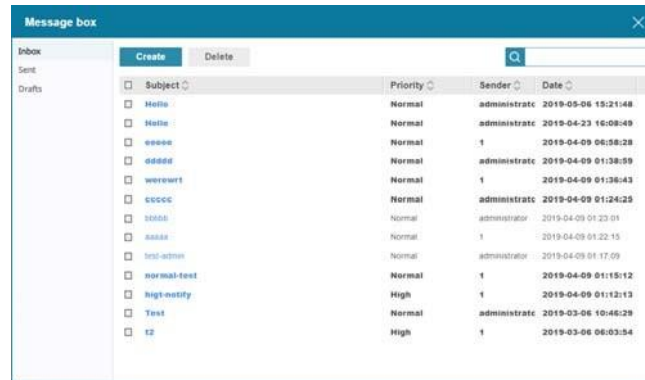 Message box
Inbox
Sent
Drafts
Create Delete
Subject Priority Sender Date
Hello Normal administratc 2019-05-06 15:21:48
Hallo Normal administratc 2019-04-23 16:08:49
eeeee Normal 1 2019-04-09 06:58:28
ddddd Normal administratc 2019-04-09 01:38:59
werewrt Normal 1 2019-04-09 01:36:43
ccccc Normal administratc 2019-04-09 01:24:25
bbbbb Normal administrator 2019-04-09 01:23:01
aaaaa Normal 1 2019-04-09 01:22:15
test-admin Normal administrator 2019-04-09 01:17:09
normal-test Normal 1 2019-04-09 01:15:12
higt-notify High 1 2019-04-09 01:12:13
Test Normal administratc 2019-03-06 10:46:29
t2 High 1 2019-03-06 06:03:54